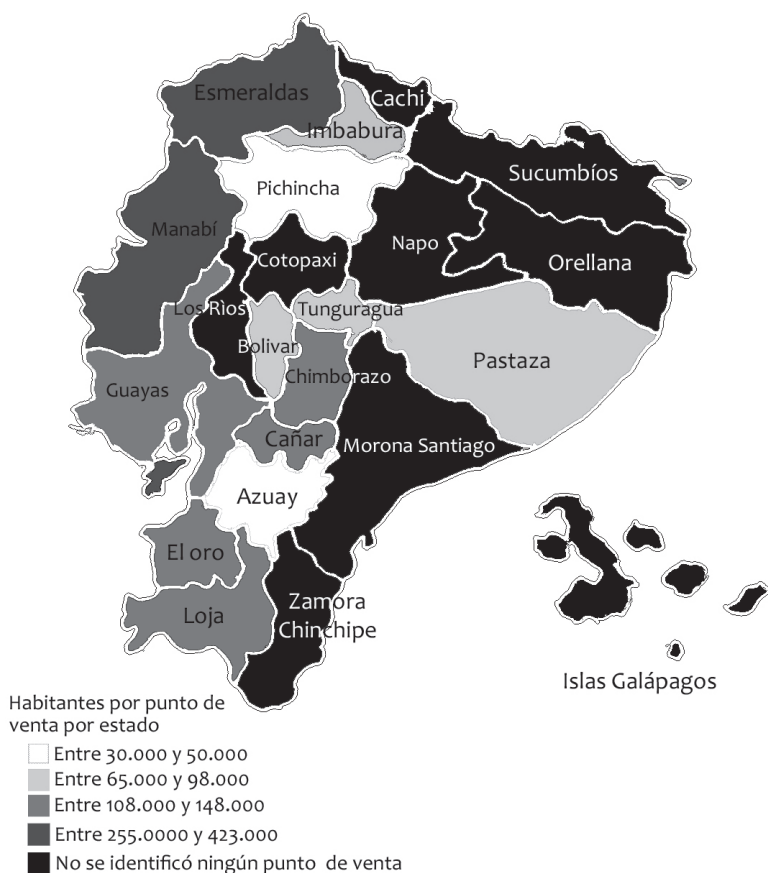 Esmeraldas
Cachi
Imbabura
Sucumbíos
Pichincha
Manabí
Napo
Cotopaxi
Orellana
Los Rìos
Tunguragua
Bolivar
Pastaza
Chimborazo
Guayas
Cañar
Morona Santiago
Azuay
El oro
Zamora
Chinchipe
Loja
Islas Galápagos
Habitantes por punto de
venta por estado
Entre 30.000 y 50.000
Entre 65.000 y 98.000
Entre 108.000 y 148.000
Entre 255.0000 y 423.000
No se identificó ningún punto de venta